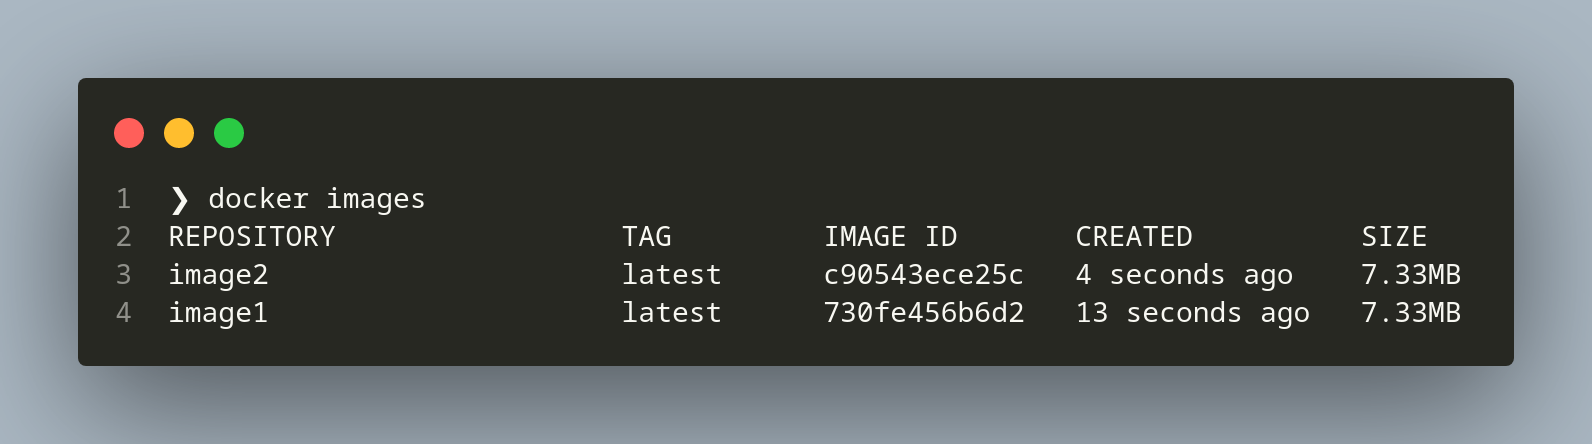 1 ❯ docker images
2 REPOSITORY TAG IMAGE ID CREATED SIZE
3 image2 latest c90543ece25c 4 seconds ago 7.33MB
4 image1 latest 730fe456b6d2 13 seconds ago 7.33MB